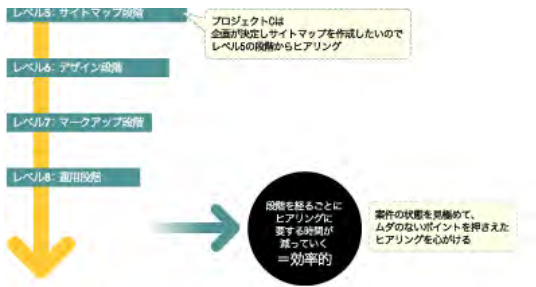 レベル5: サイトマップ段階
プロジェクトCは
企画が決定しサイトマップを作成したいので
レベル5の段階からヒアリング
レベル6: デザイン段階
レベル7: マークアップ段階
レベル8: 運用段階
段階を経るごとに
ヒアリングに
要する時間が
減っていく
＝効率的
案件の状態を見極めて、
ムダのないポイントを押さえた
ヒアリングを心がける